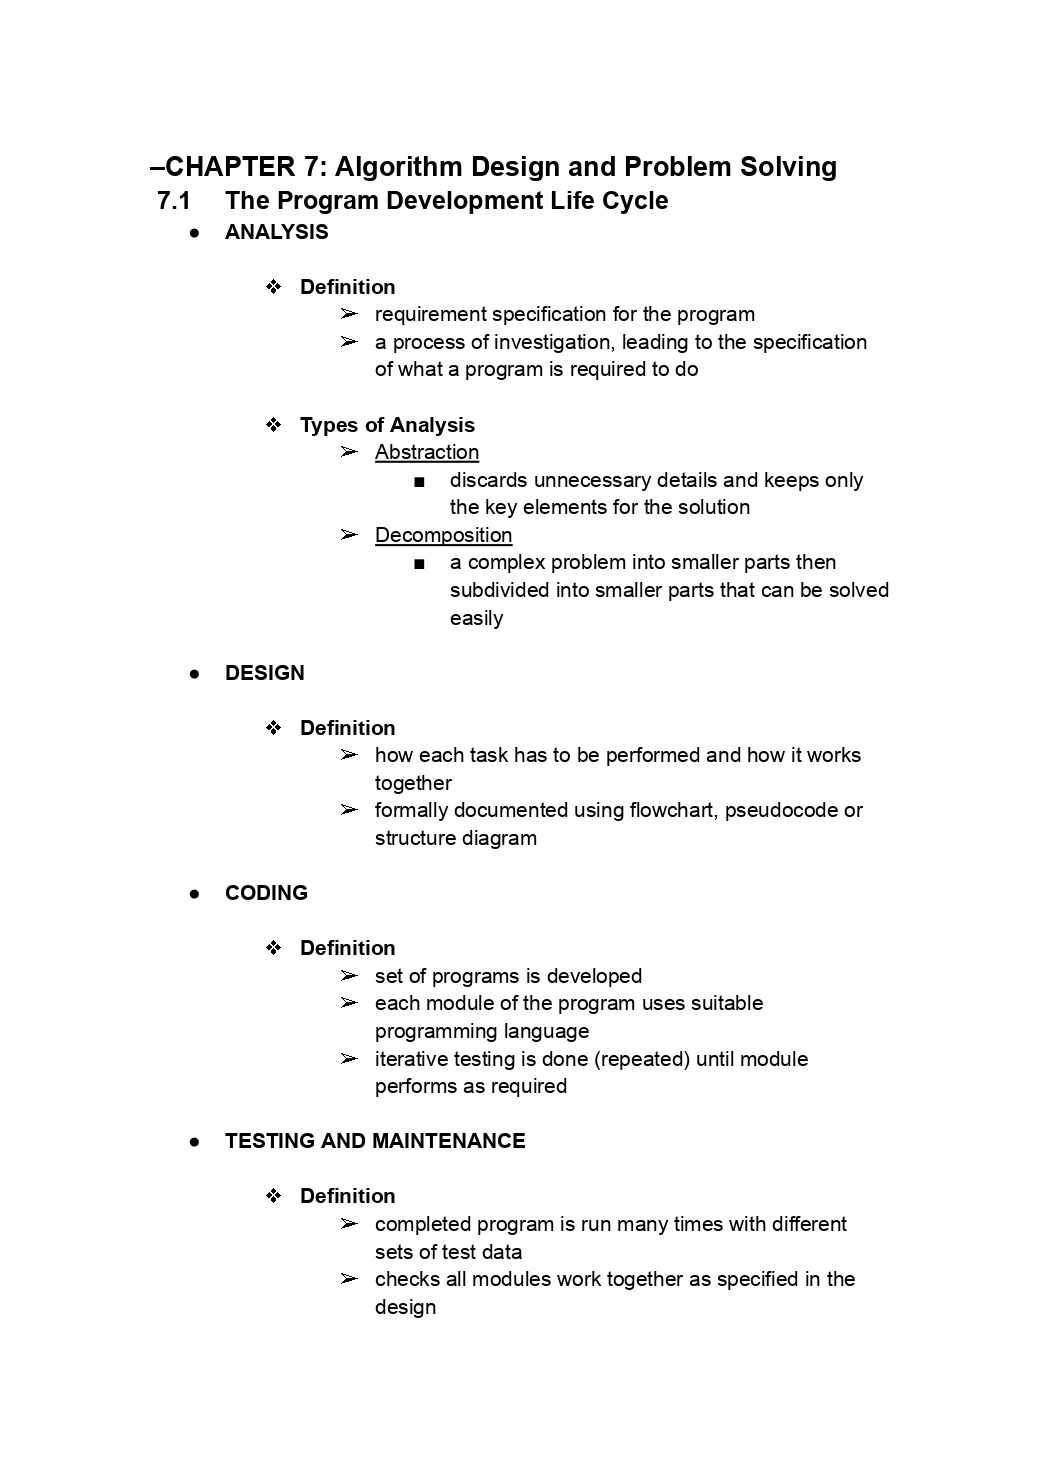 –CHAPTER 7: Algorithm Design and Problem Solving
7.1 The Program Development Life Cycle
● ANALYSIS
❖ Definition
➢ requirement specification for the program
➢ a process of investigation, leading to the specification
of what a program is required to do
❖ Types of Analysis
➢ Abstraction
■ discards unnecessary details and keeps only
the key elements for the solution
➢ Decomposition
■ a complex problem into smaller parts then
subdivided into smaller parts that can be solved
easily
● DESIGN
❖ Definition
➢ how each task has to be performed and how it works
together
➢ formally documented using flowchart, pseudocode or
structure diagram
● CODING
❖ Definition
➢ set of programs is developed
➢ each module of the program uses suitable
programming language
➢ iterative testing is done (repeated) until module
performs as required
● TESTING AND MAINTENANCE
❖ Definition
➢ completed program is run many times with different
sets of test data
➢ checks all modules work together as specified in the
design